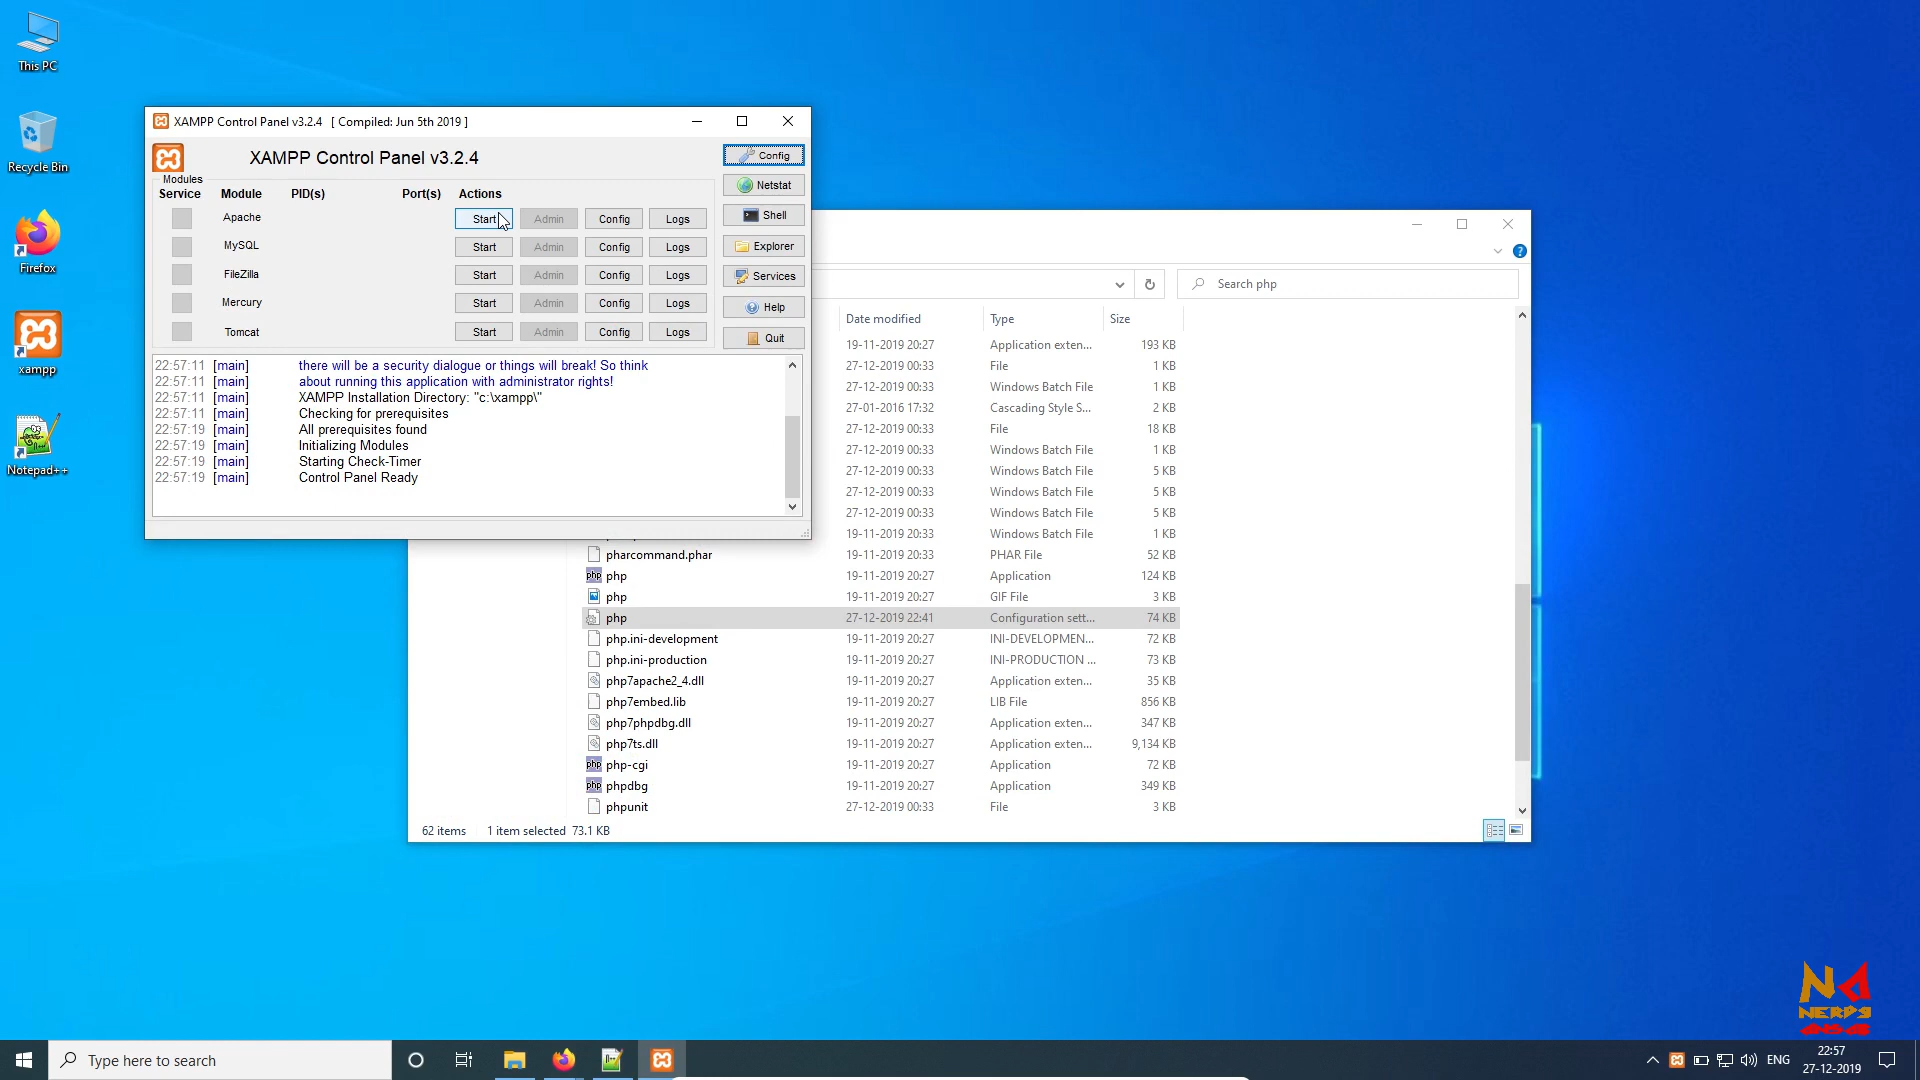 This PC
Recycle Bin
Firefox
xampp
Notepad++
XAMPP Control Panel v3.2.4 [ Compiled: Jun 5th 2019 ]
XAMPP Control Panel v3.2.4
Config
Netstat
Shell
Explorer
Services
Help
Quit
Modules
Service Module PID(s) Port(s) Actions
Apache Start Admin Config Logs
MySQL Start Admin Config Logs
FileZilla Start Admin Config Logs
Mercury Start Admin Config Logs
Tomcat Start Admin Config Logs
22:57:11 [main] there will be a security dialogue or things will break! So think
22:57:11 [main] about running this application with administrator rights!
22:57:11 [main] XAMPP Installation Directory: "c:\xampp\"
22:57:11 [main] Checking for prerequisites
22:57:19 [main] All prerequisites found
22:57:19 [main] Initializing Modules
22:57:19 [main] Starting Check-Timer
22:57:19 [main] Control Panel Ready
Search php
Date modified Type Size
19-11-2019 20:27 Application exten... 193 KB
27-12-2019 00:33 File 1 KB
27-12-2019 00:33 Windows Batch File 1 KB
27-01-2016 17:32 Cascading Style S... 2 KB
27-12-2019 00:33 File 18 KB
27-12-2019 00:33 Windows Batch File 1 KB
27-12-2019 00:33 Windows Batch File 5 KB
27-12-2019 00:33 Windows Batch File 5 KB
27-12-2019 00:33 Windows Batch File 5 KB
27-12-2019 00:33 Windows Batch File 1 KB
pharcommand.phar 19-11-2019 20:33 PHAR File 52 KB
php php 19-11-2019 20:27 Application 124 KB
php 19-11-2019 20:27 GIF File 3 KB
php 27-12-2019 22:41 Configuration sett... 74 KB
php.ini-development 19-11-2019 20:27 INI-DEVELOPMEN... 72 KB
php.ini-production 19-11-2019 20:27 INI-PRODUCTION ... 73 KB
php7apache2_4.dll 19-11-2019 20:27 Application exten... 35 KB
php7embed.lib 19-11-2019 20:27 LIB File 856 KB
php7phpdbg.dll 19-11-2019 20:27 Application exten... 347 KB
php7ts.dll 19-11-2019 20:27 Application exten... 9,134 KB
php php-cgi 19-11-2019 20:27 Application 72 KB
php phpdbg 19-11-2019 20:27 Application 349 KB
phpunit 27-12-2019 00:33 File 3 KB
62 items 1 item selected 73.1 KB
Type here to search
ENG
22:57
27-12-2019